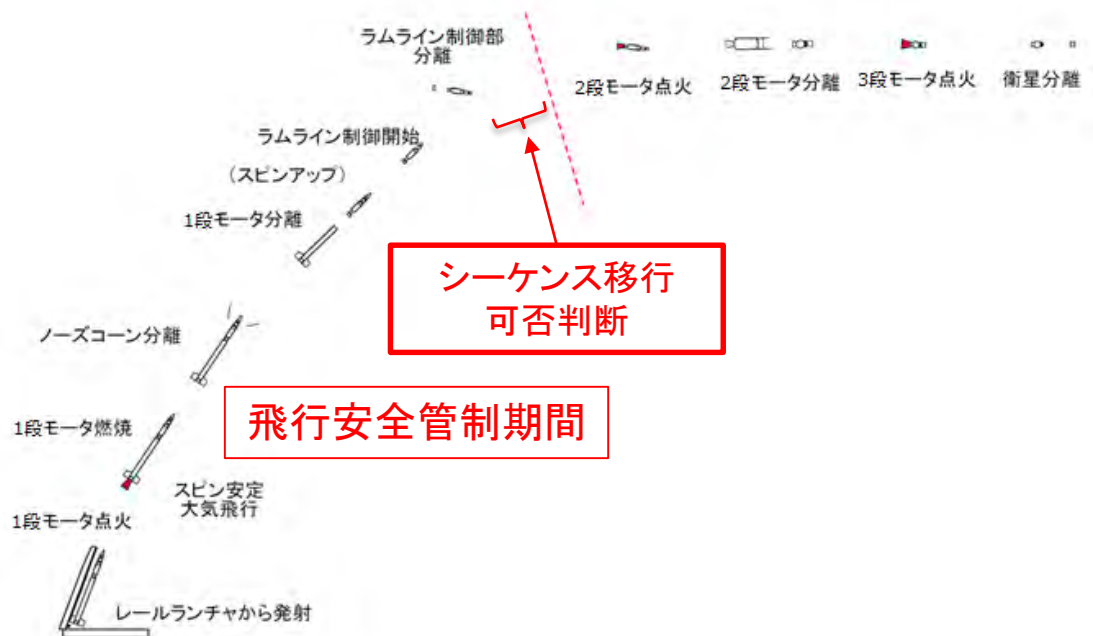 ラムライン制御部
分離
2段モータ点火
2段モータ分離
3段モータ点火
衛星分離
ラムライン制御開始
(スピンアップ)
1段モータ分離
シーケンス移行
可否判断
ノーズコーン分離
飛行安全管制期間
1段モータ燃焼
スピン安定
大気飛行
1段モータ点火
レールランチャから発射